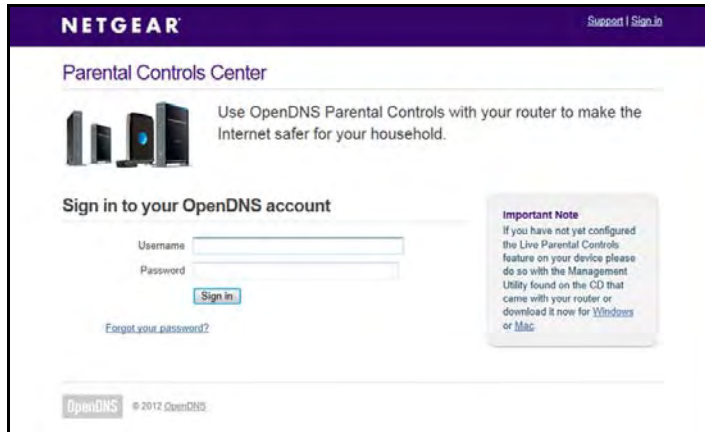 NETGEAR
Support | Sign in
Parental Controls Center
Use OpenDNS Parental Controls with your router to make the
Internet safer for your household.
Sign in to your OpenDNS account
Username
Password
Sign in
Forgot your password?
Important Note
If you have not yet configured
the Live Parental Controls
feature on your device please
do so with the Management
Utility found on the CD that
came with your router or
download it now for Windows
or Mac.
OpenDNS © 2012 OpenDNS